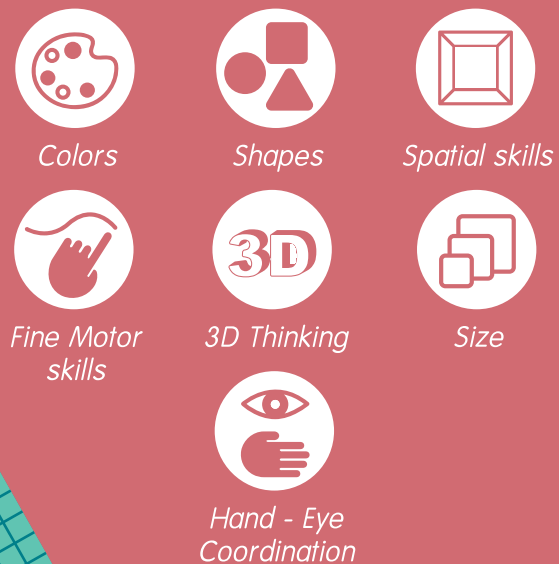 Colors
Shapes
Spatial skills
Fine Motor
skills
3D
3D Thinking
Size
Hand - Eye
Coordination